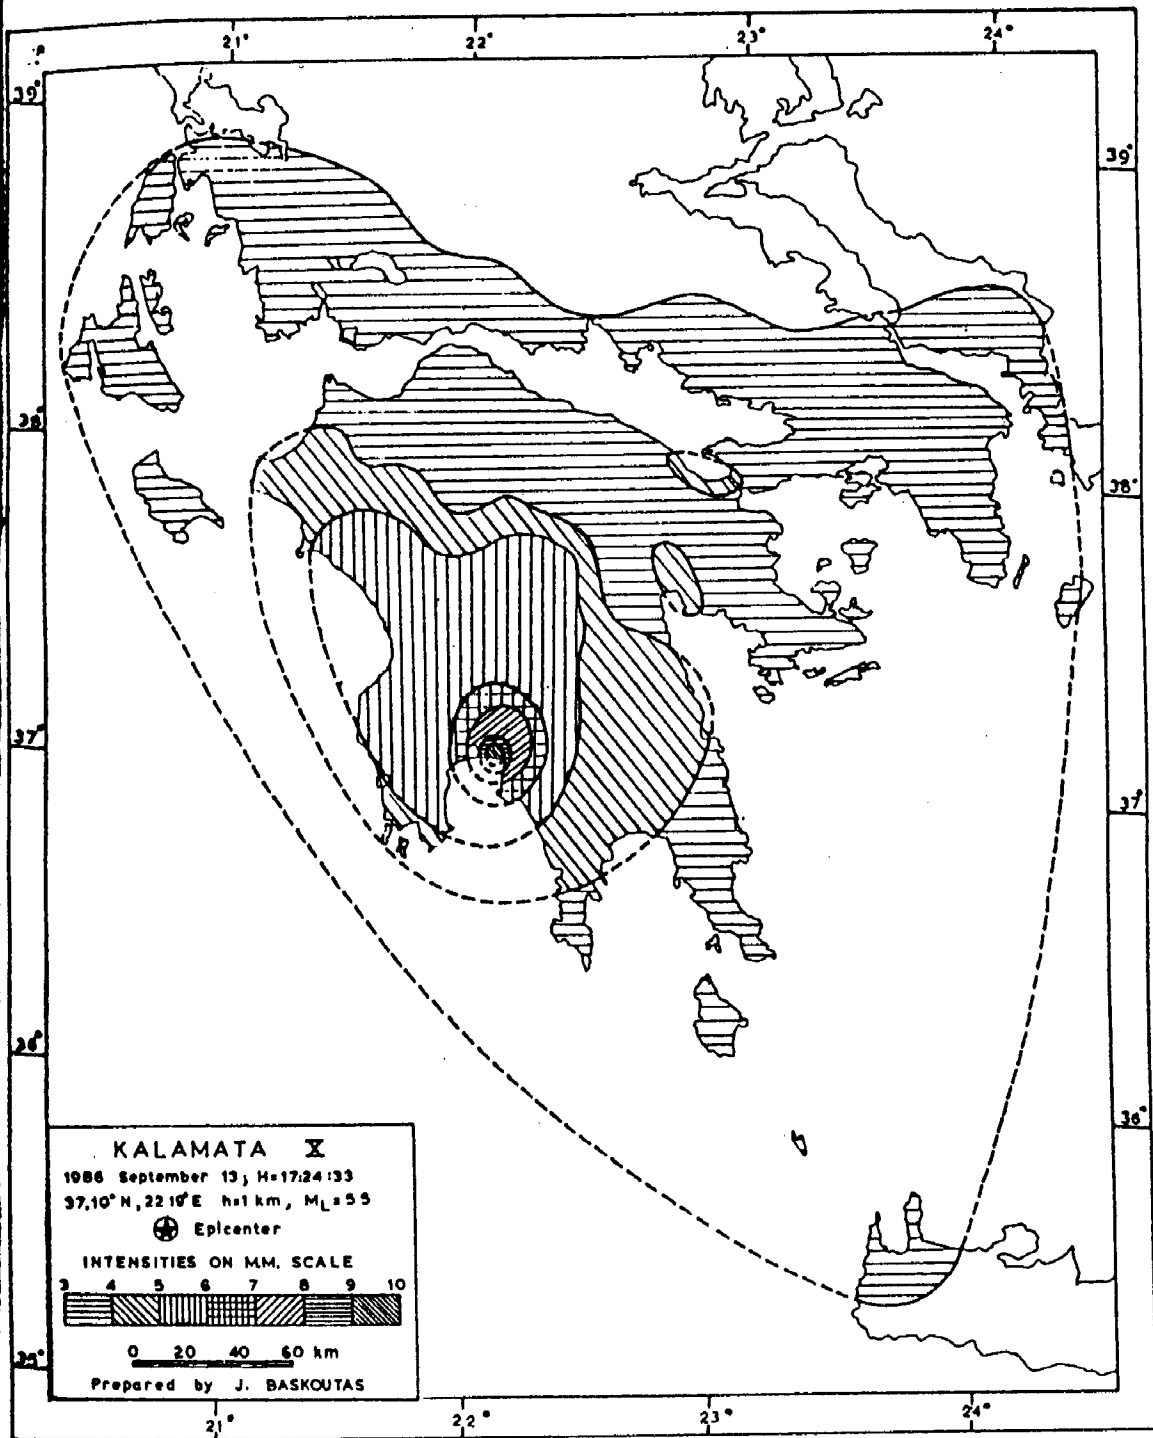 21° 22° 23° 24°
39°
39°
38°
38°
37°
37°
36°
36°
35°
KALAMATA X
1986 September 13; H=17:24:33
37,10°N, 22 19°E h=1 km, ML=5 5
Epicenter
INTENSITIES ON M.M. SCALE
3 4 5 6 7 8 9 10
0 20 40 60 km
Prepared by J. BASKOUTAS
21° 22° 23° 24°